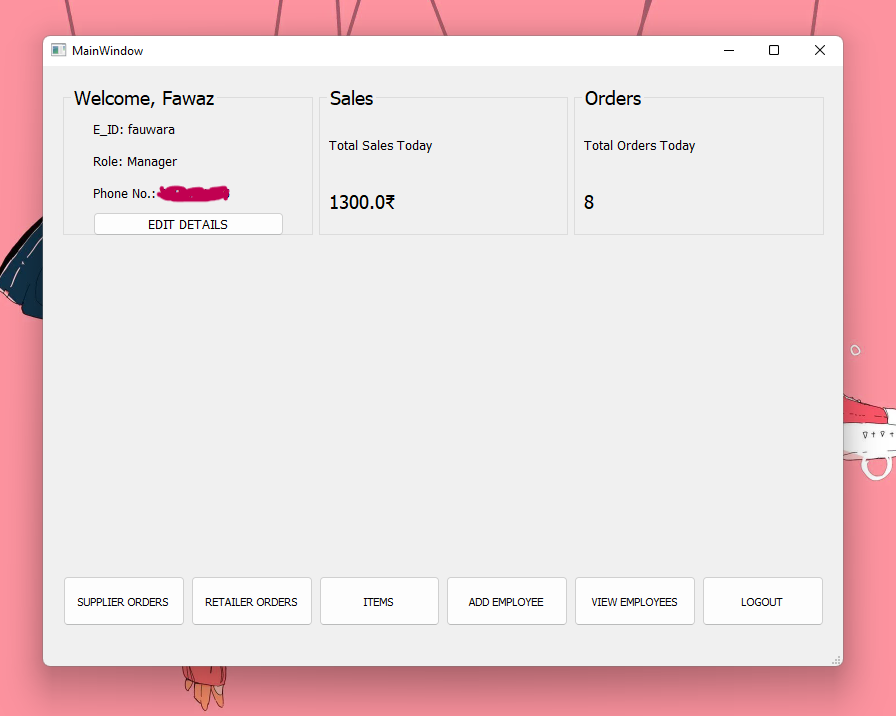 MainWindow
Welcome, Fawaz
E_ID: fauwara
Role: Manager
Phone No.:
EDIT DETAILS
Sales
Total Sales Today
1300.0₹
Orders
Total Orders Today
8
SUPPLIER ORDERS
RETAILER ORDERS
ITEMS
ADD EMPLOYEE
VIEW EMPLOYEES
LOGOUT